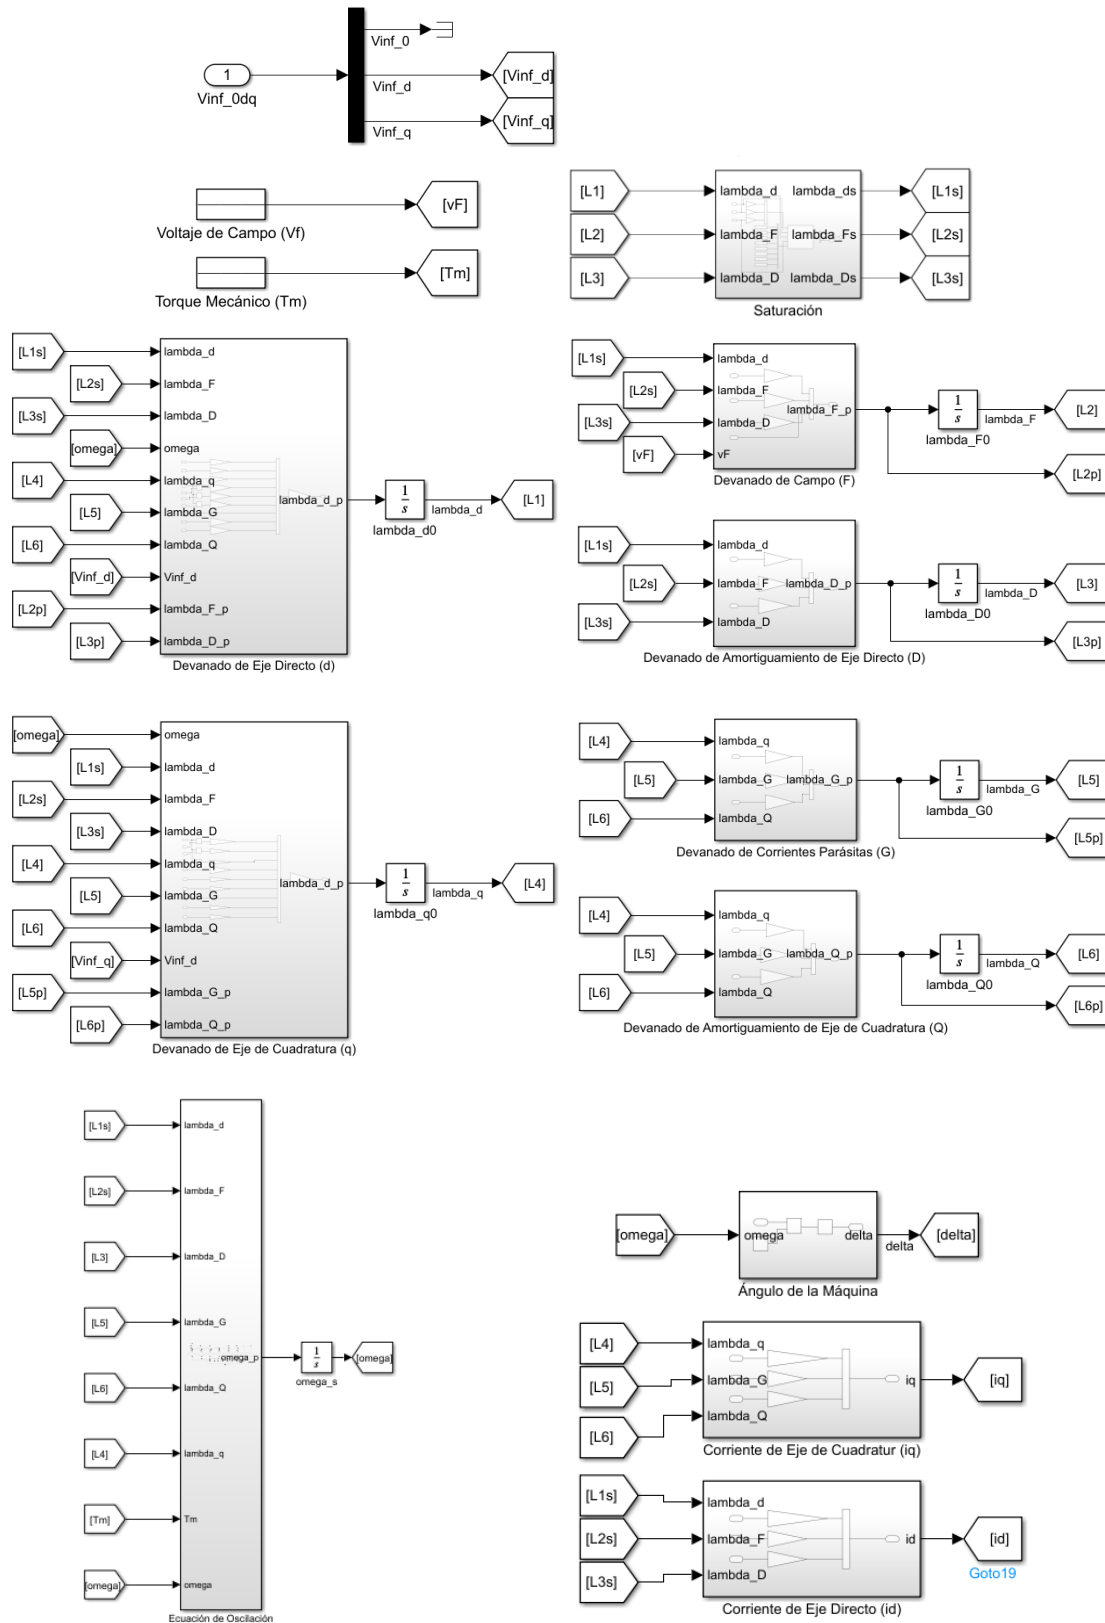 Vinf_0
1
Vinf_0dq
[Vinf_d]
Vinf_d
[Vinf_q]
Vinf_q
[vF]
Voltaje de Campo (Vf)
[Tm]
Torque Mecánico (Tm)
[L1]
lambda_d
lambda_ds
[L1s]
[L2]
lambda_F
lambda_Fs
[L2s]
[L3]
lambda_D
lambda_Ds
[L3s]
Saturación
[L1s]
lambda_d
[L2s]
lambda_F
[L3s]
lambda_D
[omega]
omega
[L4]
lambda_q
[L5]
lambda_G
[L6]
lambda_Q
[Vinf_d]
Vinf_d
[L2p]
lambda_F_p
[L3p]
lambda_D_p
lambda_d_p
1
s
lambda_d0
lambda_d
[L1]
Devanado de Eje Directo (d)
[L1s]
lambda_d
[L2s]
lambda_F
[L3s]
lambda_D
[vF]
vF
lambda_F_p
1
s
lambda_F0
lambda_F
[L2]
[L2p]
Devanado de Campo (F)
[L1s]
lambda_d
[L2s]
lambda_F
[L3s]
lambda_D
lambda_D_p
1
s
lambda_D0
lambda_D
[L3]
[L3p]
Devanado de Amortiguamiento de Eje Directo (D)
[omega]
omega
[L1s]
lambda_d
[L2s]
lambda_F
[L3s]
lambda_D
[L4]
lambda_q
[L5]
lambda_G
[L6]
lambda_Q
[Vinf_q]
Vinf_d
[L5p]
lambda_G_p
[L6p]
lambda_Q_p
lambda_d_p
1
s
lambda_q0
lambda_q
[L4]
Devanado de Eje de Cuadratura (q)
[L4]
lambda_q
[L5]
lambda_G
[L6]
lambda_Q
lambda_G_p
1
s
lambda_G0
lambda_G
[L5]
[L5p]
Devanado de Corrientes Parásitas (G)
[L4]
lambda_q
[L5]
lambda_G
[L6]
lambda_Q
lambda_Q_p
1
s
lambda_Q0
lambda_Q
[L6]
[L6p]
Devanado de Amortiguamiento de Eje de Cuadratura (Q)
[L1s]
lambda_d
[L2s]
lambda_F
[L3]
lambda_D
[L5]
lambda_G
[L6]
lambda_Q
[L4]
lambda_q
[Tm]
Tm
[omega]
omega
omega_p
1
s
omega_s
[omega]
Ecuación de Oscilación
[omega]
omega
delta
delta
[delta]
Ángulo de la Máquina
[L4]
lambda_q
[L5]
lambda_G
[L6]
lambda_Q
iq
[iq]
Corriente de Eje de Cuadratur (iq)
[L1s]
lambda_d
[L2s]
lambda_F
[L3s]
lambda_D
id
[id]
Goto19
Corriente de Eje Directo (id)